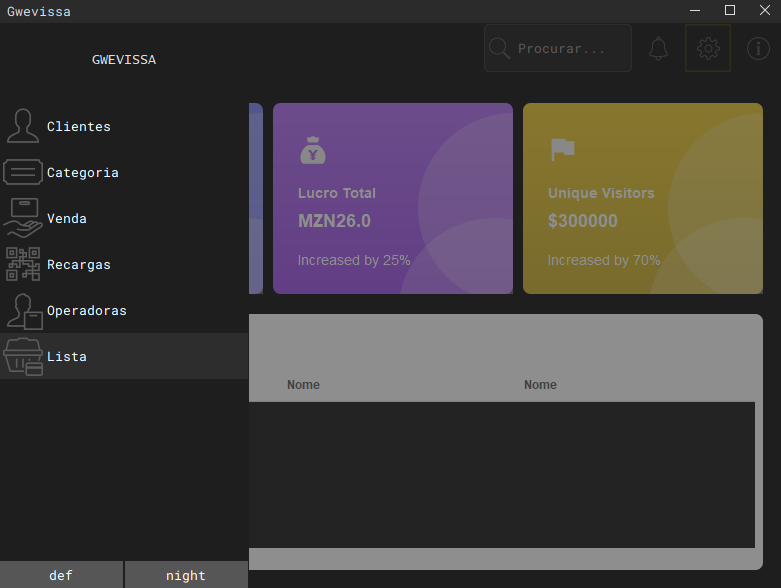 Gwevissa
GWEVISSA
Procurar...
Clientes
Categoria
Venda
Recargas
Operadoras
Lista
def
night
Lucro Total
MZN26.0
Increased by 25%
Unique Visitors
$300000
Increased by 70%
Nome
Nome